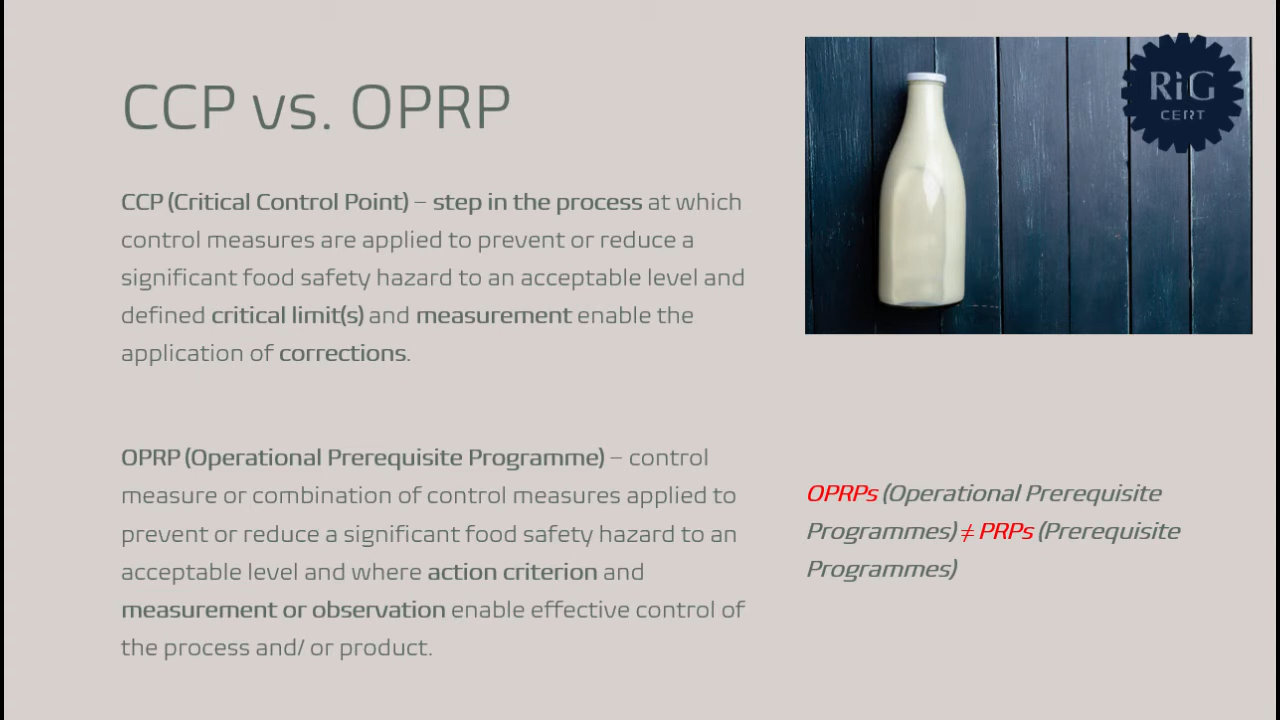 CCP vs. OPRP
CCP (Critical Control Point) – step in the process at which
control measures are applied to prevent or reduce a
significant food safety hazard to an acceptable level and
defined critical limit(s) and measurement enable the
application of corrections.
OPRP (Operational Prerequisite Programme) – control
measure or combination of control measures applied to
prevent or reduce a significant food safety hazard to an
acceptable level and where action criterion and
measurement or observation enable effective control of
the process and/ or product.
RiG
CERT
OPRPs (Operational Prerequisite
Programmes) ≠ PRPs (Prerequisite
Programmes)